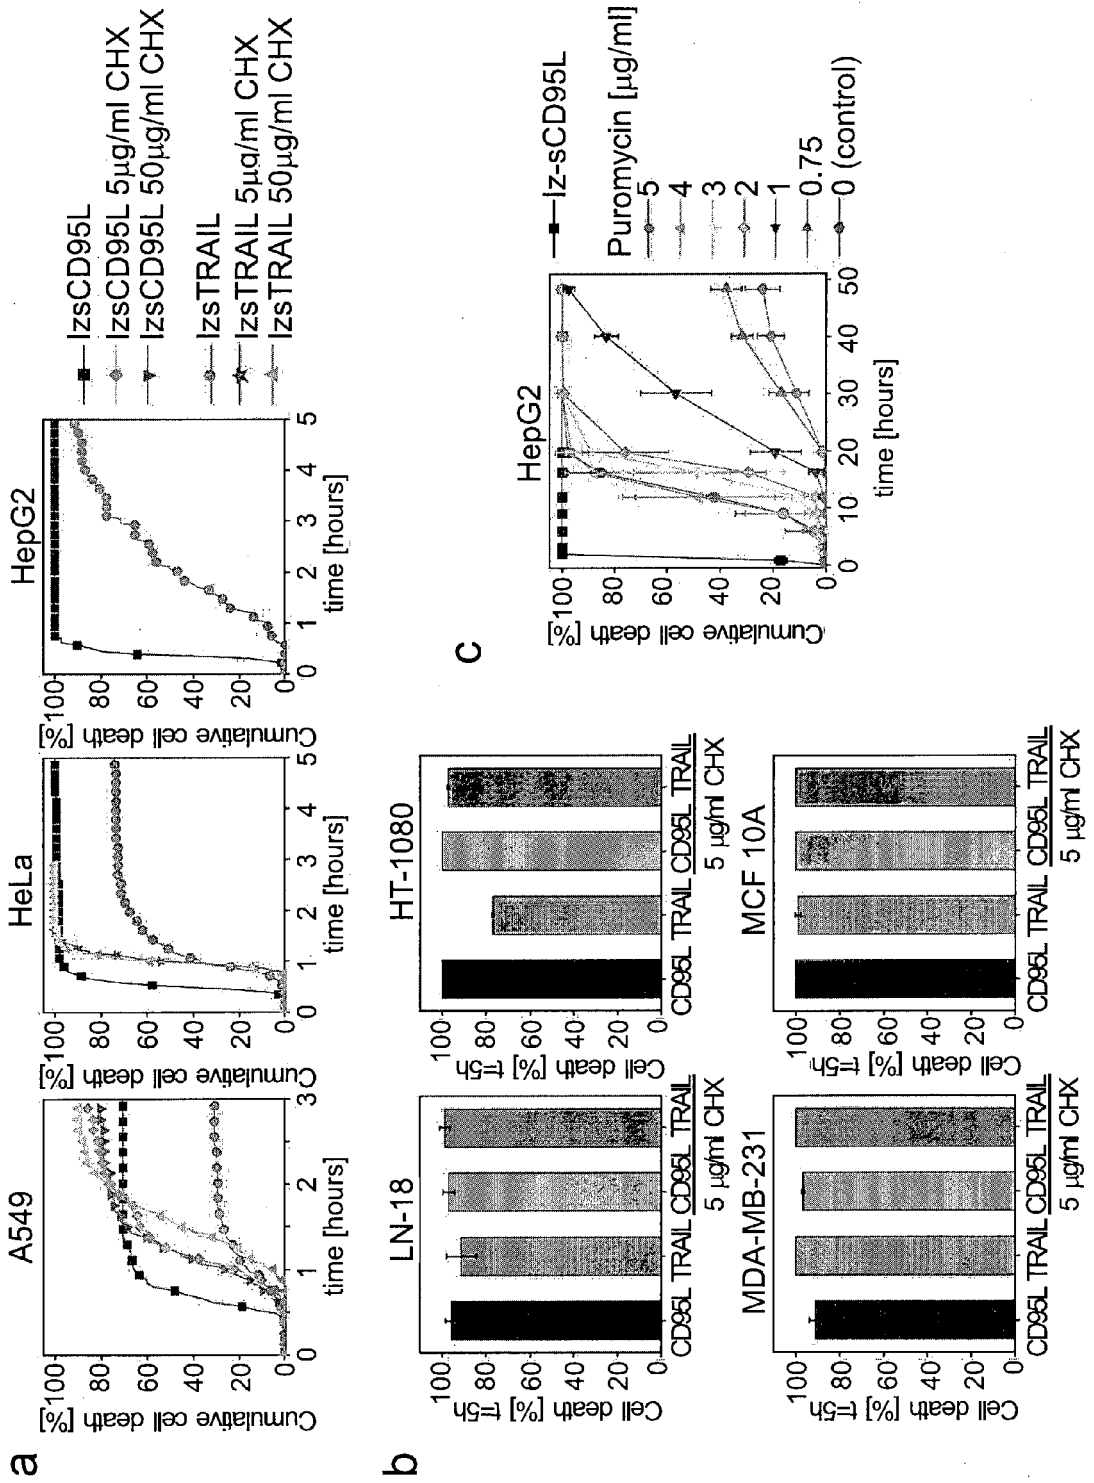 a
A549
Cumulative cell death [%]
100
80
60
40
20
0
0 1 2 3
time [hours]
HeLa
Cumulative cell death [%]
100
80
60
40
20
0
0 1 2 3 4 5
time [hours]
HepG2
Cumulative cell death [%]
100
80
60
40
20
0
0 1 2 3 4 5
time [hours]
IzsCD95L
IzsCD95L 5µg/ml CHX
IzsCD95L 50µg/ml CHX
IzsTRAIL
IzsTRAIL 5µg/ml CHX
IzsTRAIL 50µg/ml CHX
b
LN-18
Cell death [%] t=5h
100
80
60
40
20
0
CD95L TRAIL CD95L TRAIL
5 µg/ml CHX
HT-1080
Cell death [%] t=5h
100
80
60
40
20
0
CD95L TRAIL CD95L TRAIL
5 µg/ml CHX
MDA-MB-231
Cell death [%] t=5h
100
80
60
40
20
0
CD95L TRAIL CD95L TRAIL
5 µg/ml CHX
MCF 10A
Cell death [%] t=5h
100
80
60
40
20
0
CD95L TRAIL CD95L TRAIL
5 µg/ml CHX
c
HepG2
Cumulative cell death [%]
100
80
60
40
20
0
0 10 20 30 40 50
time [hours]
Iz-sCD95L
Puromycin [µg/ml]
5
4
3
2
1
0.75
0 (control)